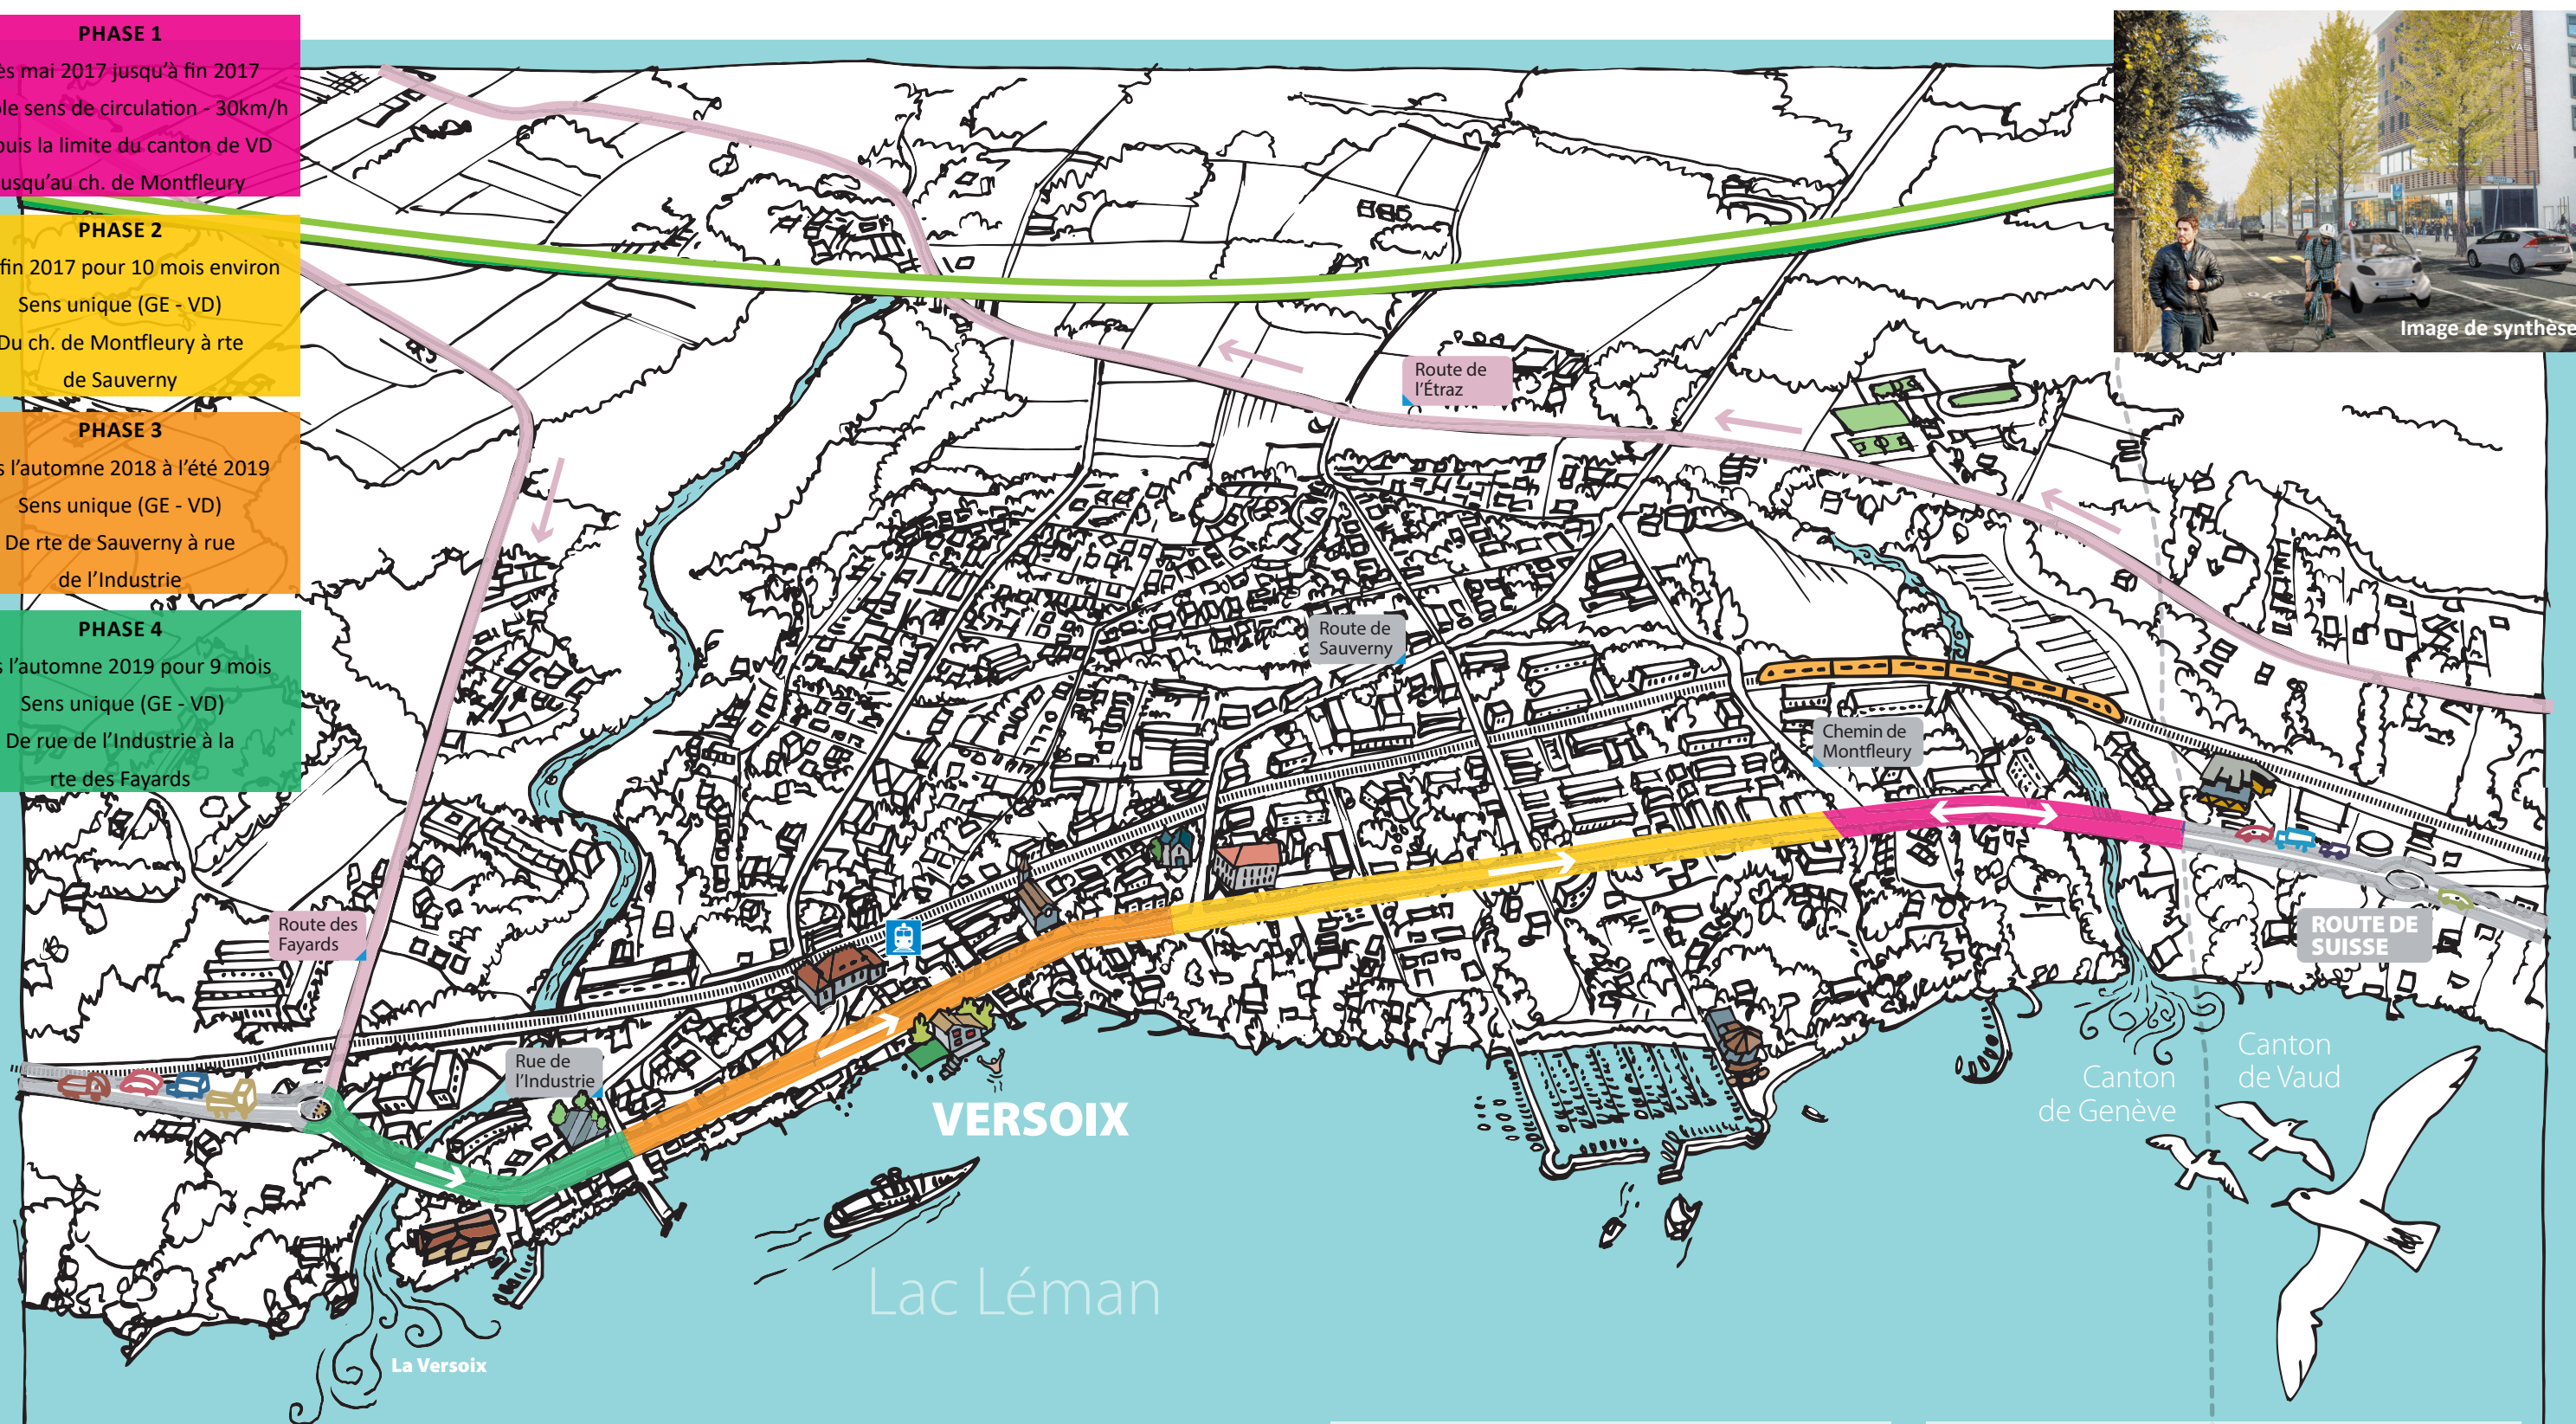 PHASE 1
ès mai 2017 jusqu’à fin 2017
le sens de circulation - 30km/h
puis la limite du canton de VD
usqu’au ch. de Montfleury
PHASE 2
fin 2017 pour 10 mois environ
Sens unique (GE - VD)
Du ch. de Montfleury à rte
de Sauverny
PHASE 3
s l’automne 2018 à l’été 2019
Sens unique (GE - VD)
De rte de Sauverny à rue
de l’Industrie
PHASE 4
s l’automne 2019 pour 9 mois
Sens unique (GE - VD)
De rue de l’Industrie à la
rte des Fayards
Image de synthèse
Route de
l’Étraz
Route de
Sauverny
Chemin de
Montfleury
Route des
Fayards
ROUTE DE
SUISSE
Rue de
l’Industrie
VERSOIX
Canton
de Vaud
Canton
de Genève
Lac Léman
La Versoix